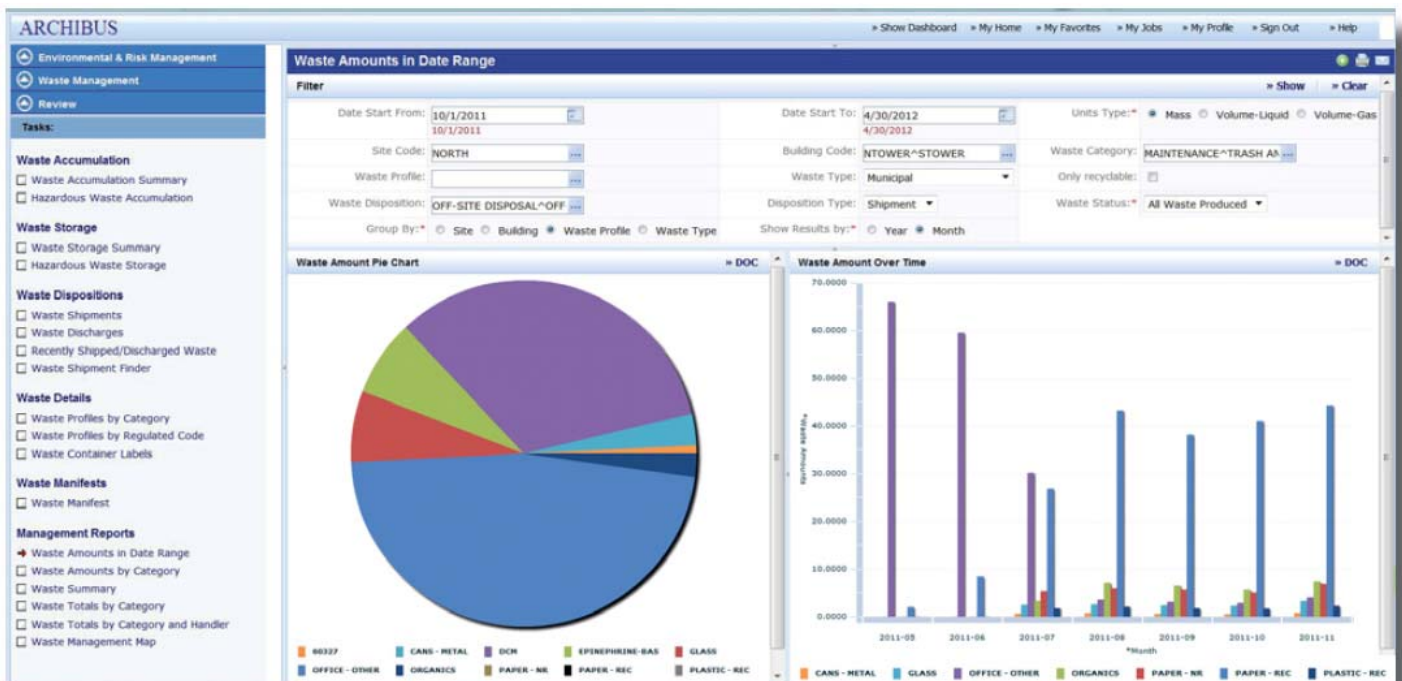 ARCHIBUS
» Show Dashboard » My Home » My Favorites » My Jobs » My Profile » Sign Out » Help
Environmental & Risk Management
Waste Management
Review
Tasks:
Waste Accumulation
Waste Accumulation Summary
Hazardous Waste Accumulation
Waste Storage
Waste Storage Summary
Hazardous Waste Storage
Waste Dispositions
Waste Shipments
Waste Discharges
Recently Shipped/Discharged Waste
Waste Shipment Finder
Waste Details
Waste Profiles by Category
Waste Profiles by Regulated Code
Waste Container Labels
Waste Manifests
Waste Manifest
Management Reports
Waste Amounts in Date Range
Waste Amounts by Category
Waste Summary
Waste Totals by Category
Waste Totals by Category and Handler
Waste Management Map
Waste Amounts in Date Range
Filter » Show » Clear
Date Start From: 10/1/2011 Date Start To: 4/30/2012 Units Type:* Mass Volume-Liquid Volume-Gas
10/1/2011 4/30/2012
Site Code: NORTH ... Building Code: NTOWER^STOWER ... Waste Category: MAINTENANCE^TRASH AN ...
Waste Profile: ... Waste Type: Municipal Only recyclable:
Waste Disposition: OFF-SITE DISPOSAL^OFF ... Disposition Type: Shipment Waste Status:* All Waste Produced
Group By:* Site Building Waste Profile Waste Type Show Results by:* Year Month
Waste Amount Pie Chart » DOC
60327 CANS - METAL DCM EPINEPHRINE-BAS GLASS
OFFICE - OTHER ORGANICS PAPER - NR PAPER - REC PLASTIC - REC
Waste Amount Over Time » DOC
70.0000
60.0000
50.0000
40.0000
30.0000
20.0000
10.0000
0.0000
*Waste Amounts
2011-05 2011-06 2011-07 2011-08 2011-09 2011-10 2011-11
*Month
CANS - METAL GLASS OFFICE - OTHER ORGANICS PAPER - NR PAPER - REC PLASTIC - REC